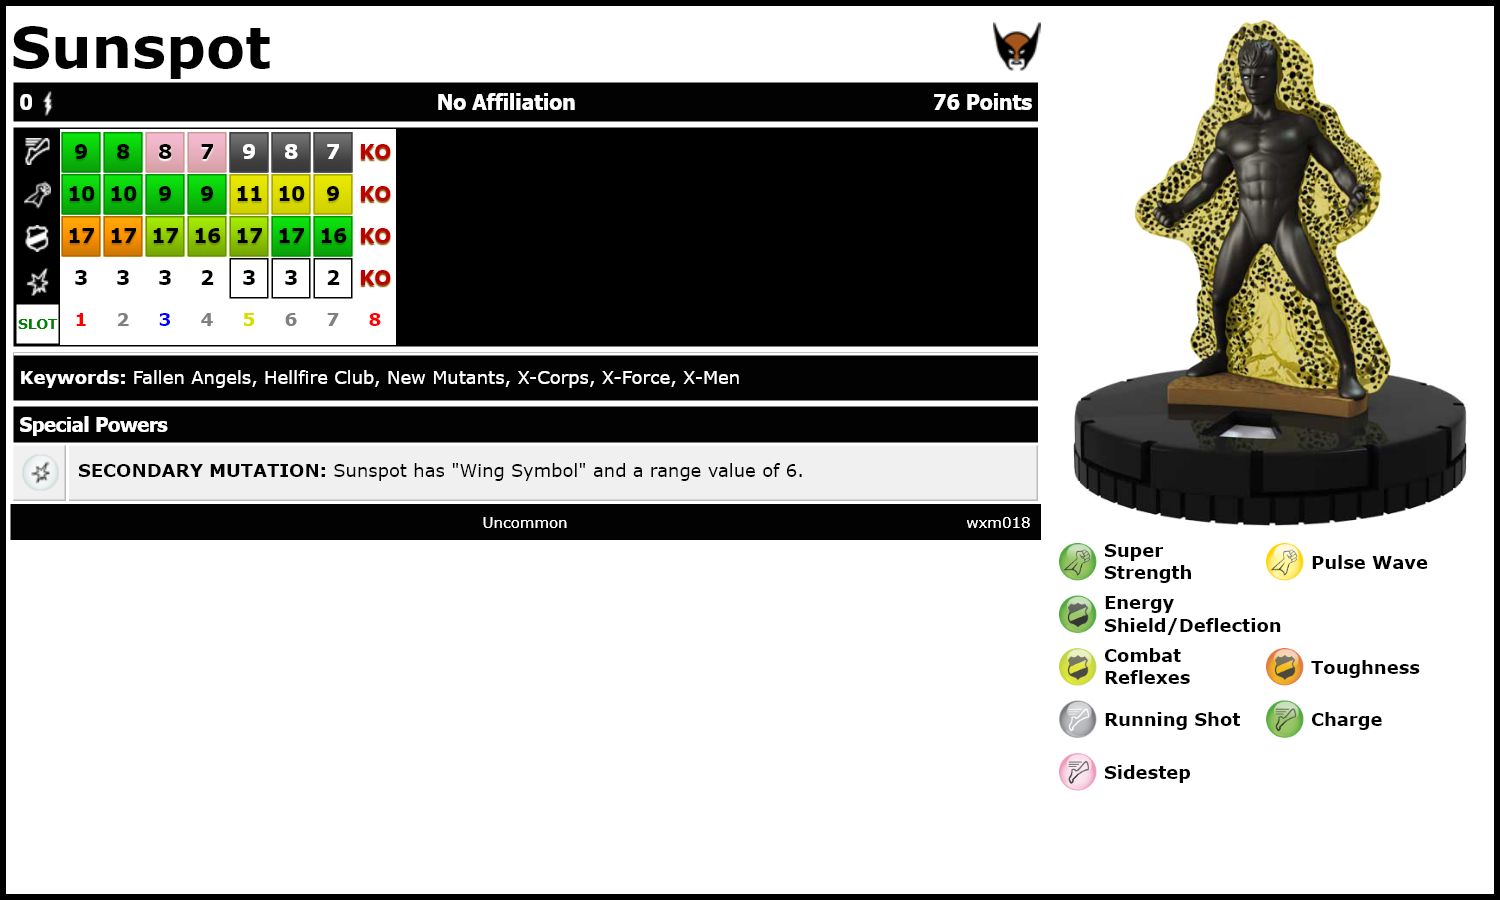 Sunspot
0 No Affiliation 76 Points
9 8 8 7 9 8 7 KO
10 10 9 9 11 10 9 KO
17 17 17 16 17 17 16 KO
3 3 3 2 3 3 2 KO
SLOT 1 2 3 4 5 6 7 8
Keywords: Fallen Angels, Hellfire Club, New Mutants, X-Corps, X-Force, X-Men
Special Powers
SECONDARY MUTATION: Sunspot has "Wing Symbol" and a range value of 6.
Uncommon wxm018
Super
Strength
Pulse Wave
Energy
Shield/Deflection
Combat
Reflexes
Toughness
Running Shot
Charge
Sidestep